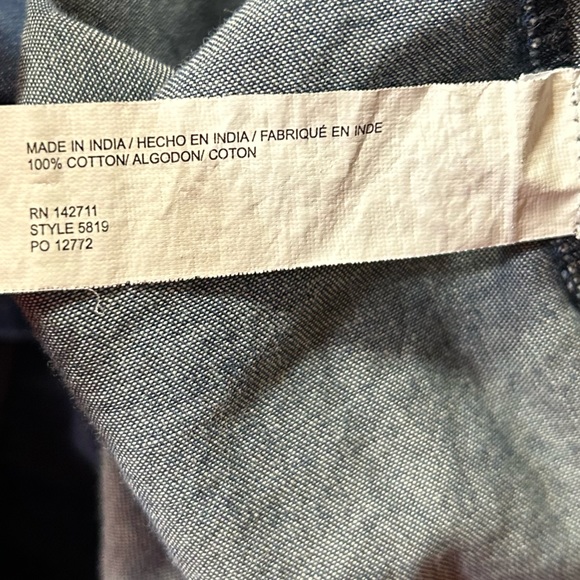 MADE IN INDIA / HECHO EN INDIA / FABRIQUÉ EN INDE
100% COTTON/ ALGODON/ COTON
RN 142711
STYLE 5819
PO 12772